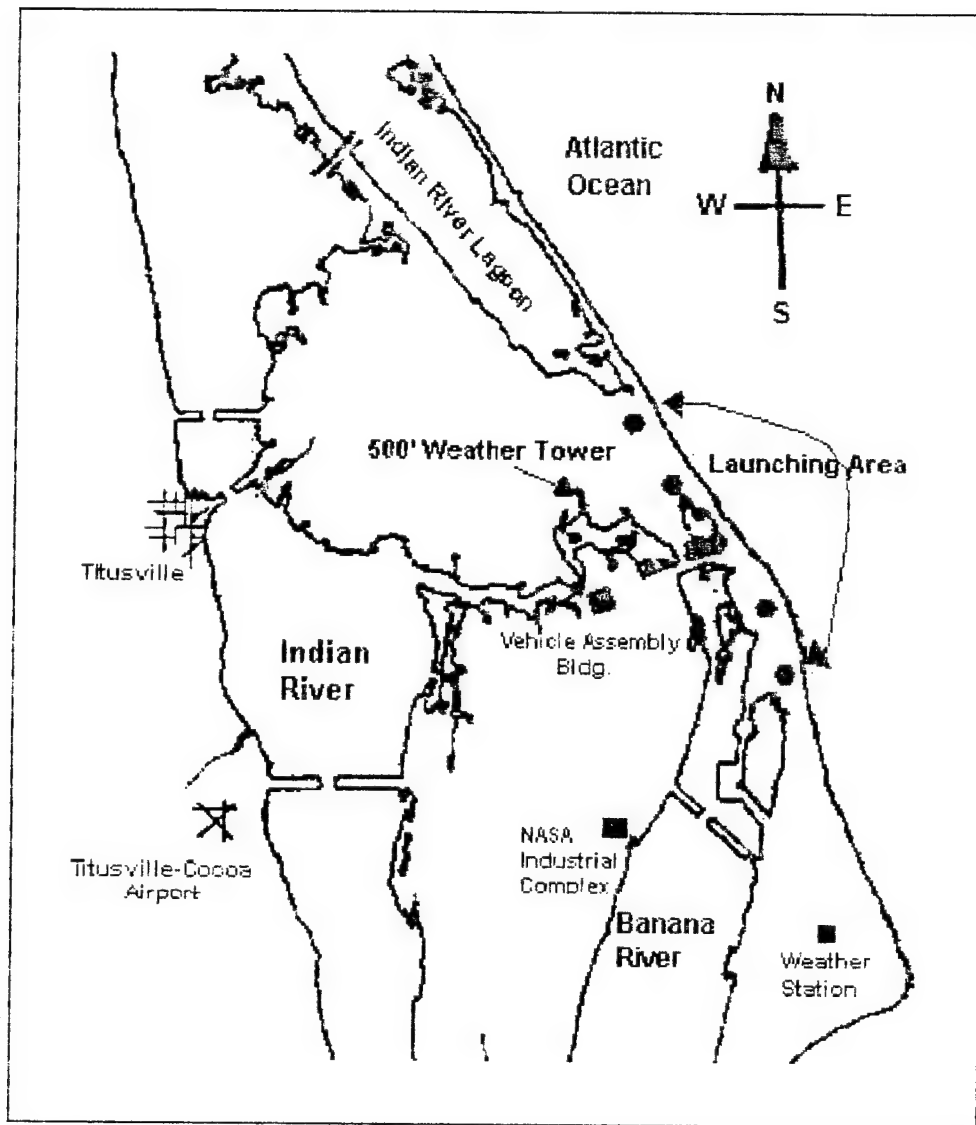 N
Atlantic
Ocean
W
E
S
Indian River Lagoon
500' Weather Tower
Launching Area
Titusville
Vehicle Assembly
Bldg.
Indian
River
Titusville-Cocoa
Airport
NASA
Industrial
Complex
Banana
River
Weather
Station